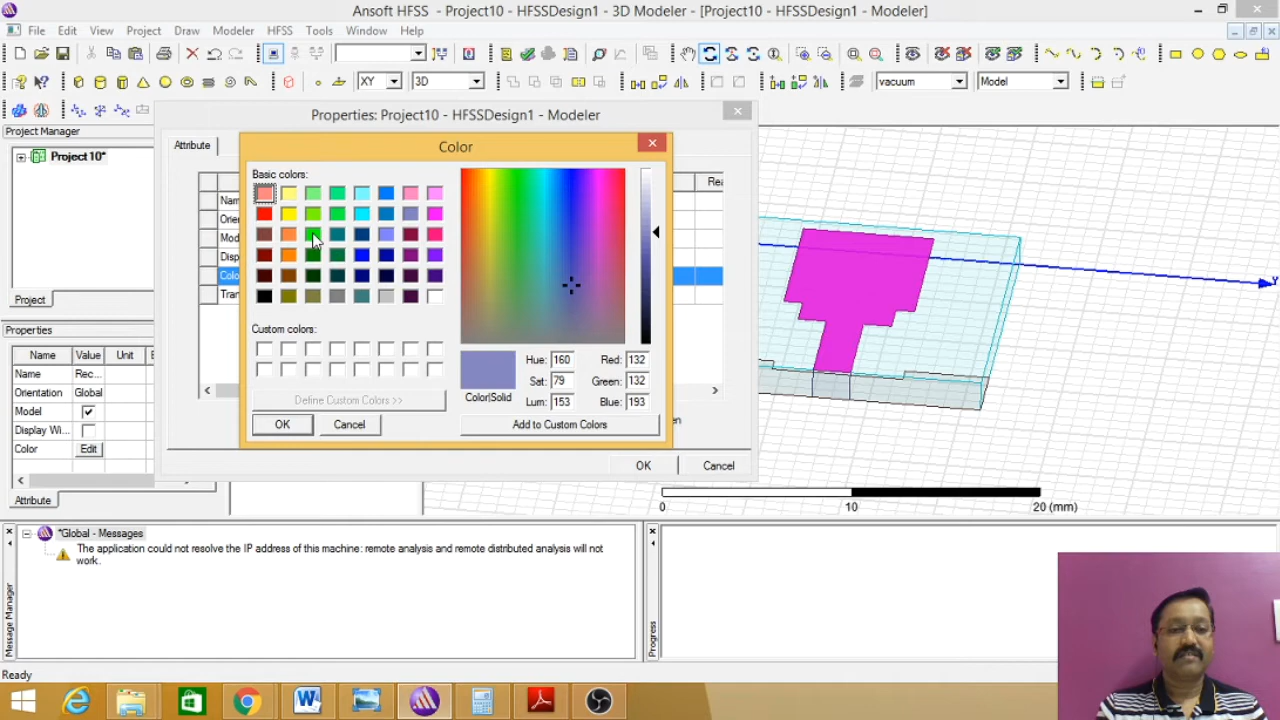 Ansoft HFSS - Project10 - HFSSDesign1 - 3D Modeler - [Project10 - HFSSDesign1 - Modeler]
File Edit View Project Draw Modeler HFSS Tools Window Help
XY 3D vacuum Model
Project Manager
Project10*
Project
Properties
Name Value Unit
Name Rec...
Orientation Global
Model
Display Wi...
Color Edit
Attribute
Properties: Project10 - HFSSDesign1 - Modeler
Attribute
Color
Basic colors:
Custom colors:
Define Custom Colors >>
OK Cancel
Hue: 160 Red: 132
Sat: 79 Green: 132
Color|Solid Lum: 153 Blue: 193
Add to Custom Colors
OK Cancel
Y
0 10 20 (mm)
*Global - Messages
The application could not resolve the IP address of this machine: remote analysis and remote distributed analysis will not
work.
Message Manager
Progress
Ready